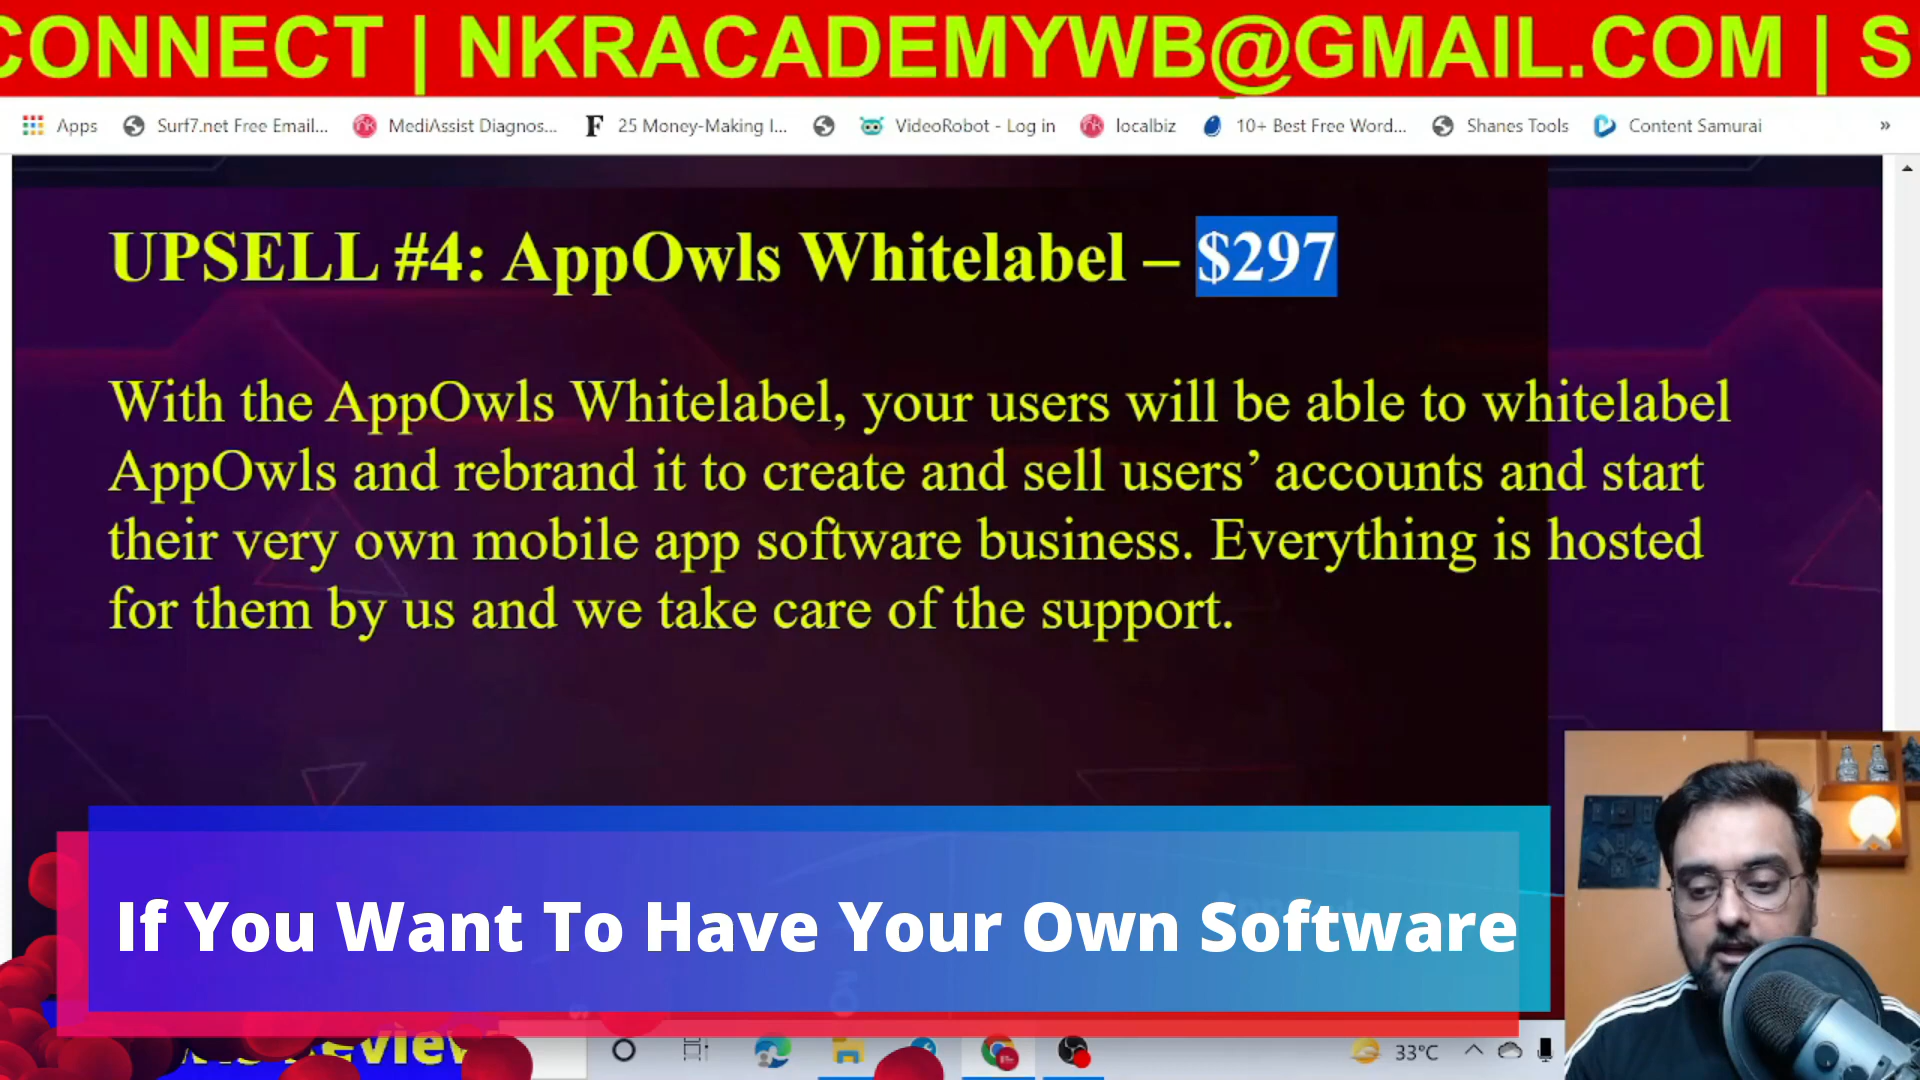 CONNECT | NKRACADEMYWB@GMAIL.COM | S
Apps Surf7.net Free Email... MediAssist Diagnos... 25 Money-Making I... VideoRobot - Log in localbiz 10+ Best Free Word... Shanes Tools Content Samurai »
UPSELL #4: AppOwls Whitelabel – $297
With the AppOwls Whitelabel, your users will be able to whitelabel
AppOwls and rebrand it to create and sell users’ accounts and start
their very own mobile app software business. Everything is hosted
for them by us and we take care of the support.
If You Want To Have Your Own Software
33°C